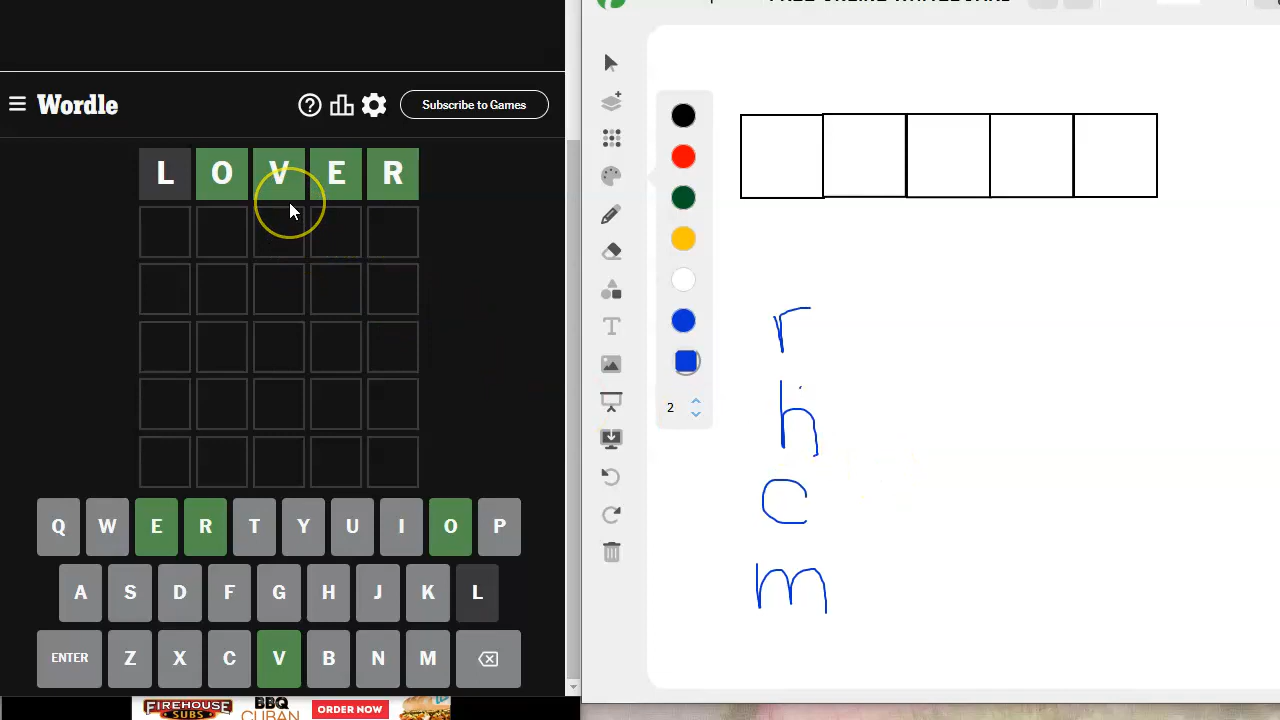 Wordle
Subscribe to Games
L O V E R
Q W E R T Y U I O P
A S D F G H J K L
ENTER Z X C V B N M
FIREHOUSE SUBS
BBQ CUBAN
ORDER NOW
2
r
h
c
m